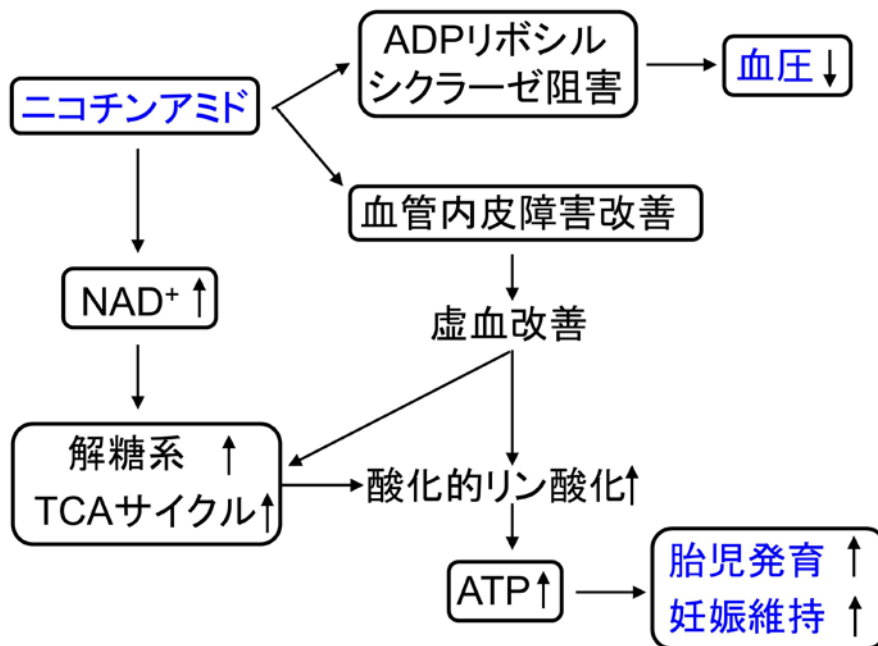 ADPリボシル
シクラーゼ阻害
血圧↓
ニコチンアミド
血管内皮障害改善
NAD⁺↑
虚血改善
解糖系 ↑
TCAサイクル↑
酸化的リン酸化↑
ATP↑
胎児発育 ↑
妊娠維持 ↑